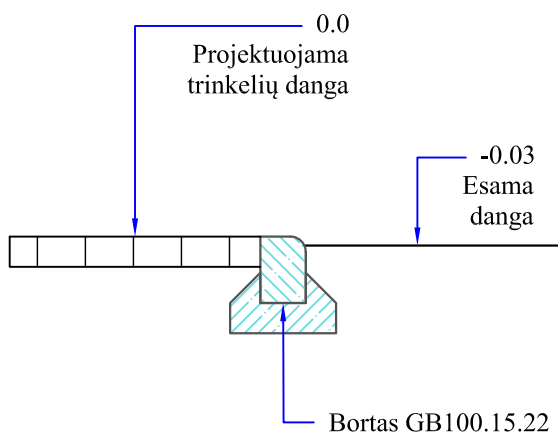 0.0
Projektuojama
trinkelių danga
-0.03
Esama
danga
Bortas GB100.15.22